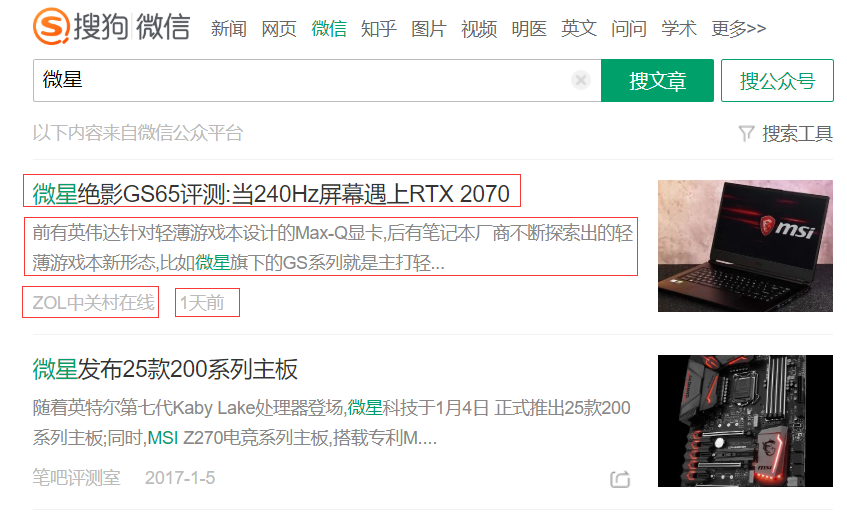 搜狗 微信 新闻 网页 微信 知乎 图片 视频 明医 英文 问问 学术 更多>>
微星 搜文章 搜公众号
以下内容来自微信公众平台 搜索工具
微星绝影GS65评测:当240Hz屏幕遇上RTX 2070
前有英伟达针对轻薄游戏本设计的Max-Q显卡,后有笔记本厂商不断探索出的轻
薄游戏本新形态,比如微星旗下的GS系列就是主打轻...
msi
ZOL中关村在线 1天前
微星发布25款200系列主板
随着英特尔第七代Kaby Lake处理器登场,微星科技于1月4日 正式推出25款200
系列主板;同时,MSI Z270电竞系列主板,搭载专利M....
msi
笔吧评测室 2017-1-5